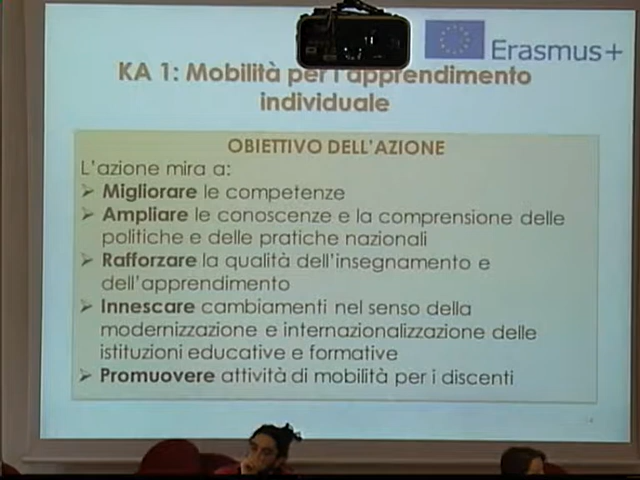 Erasmus+
KA 1: Mobilità per l'apprendimento
individuale
OBIETTIVO DELL'AZIONE
L'azione mira a:
➢ Migliorare le competenze
➢ Ampliare le conoscenze e la comprensione delle
politiche e delle pratiche nazionali
➢ Rafforzare la qualità dell'insegnamento e
dell'apprendimento
➢ Innescare cambiamenti nel senso della
modernizzazione e internazionalizzazione delle
istituzioni educative e formative
➢ Promuovere attività di mobilità per i discenti